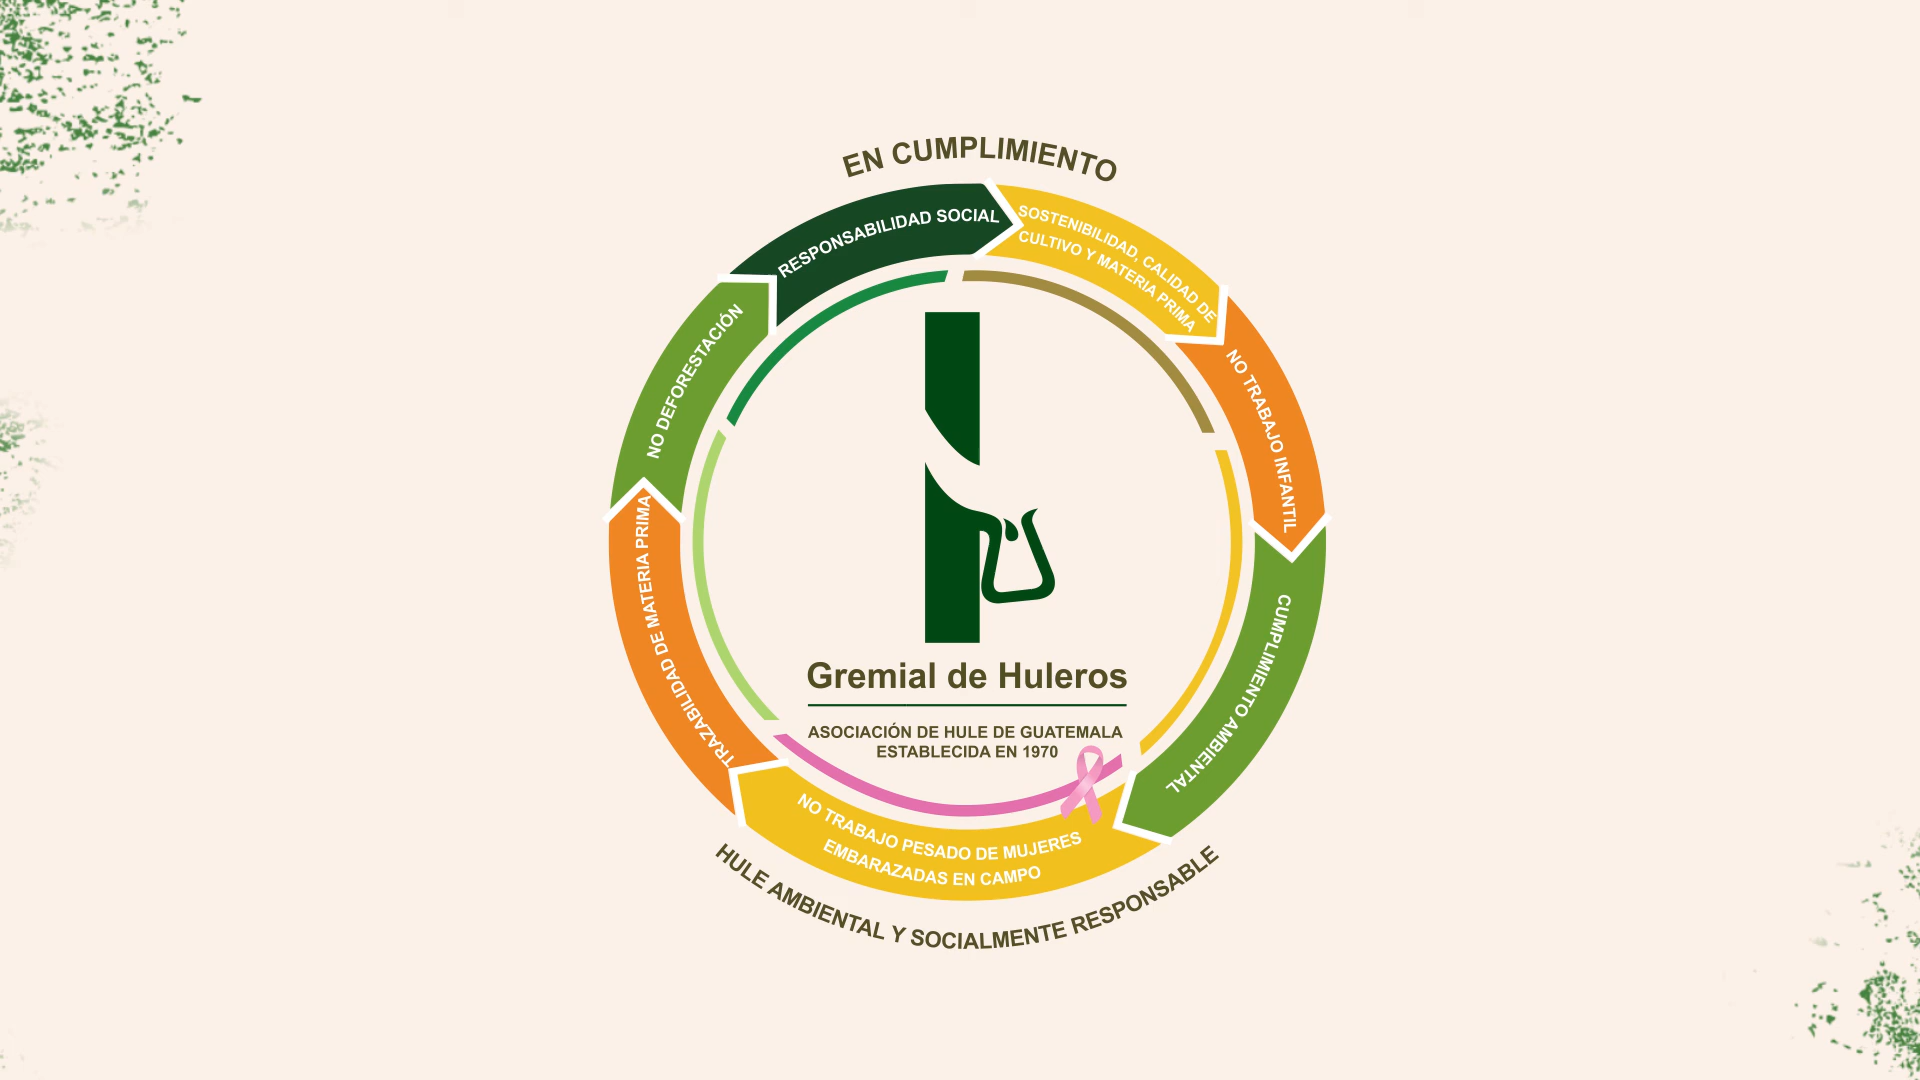 EN CUMPLIMIENTO
RESPONSABILIDAD SOCIAL
SOSTENIBILIDAD, CALIDAD DE
CULTIVO Y MATERIA PRIMA
NO TRABAJO INFANTIL
CUMPLIMIENTO AMBIENTAL
NO TRABAJO PESADO DE MUJERES
EMBARAZADAS EN CAMPO
TRAZABILIDAD DE MATERIA PRIMA
NO DEFORESTACIÓN
Gremial de Huleros
ASOCIACIÓN DE HULE DE GUATEMALA
ESTABLECIDA EN 1970
HULE AMBIENTAL Y SOCIALMENTE RESPONSABLE